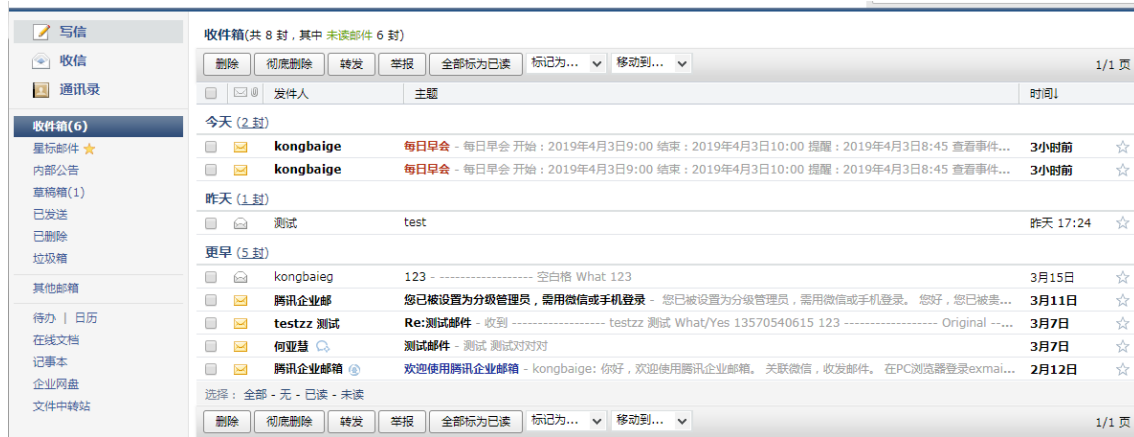 写信
收信
通讯录
收件箱(6)
星标邮件
内部公告
草稿箱(1)
已发送
已删除
垃圾箱
其他邮箱
待办 | 日历
在线文档
记事本
企业网盘
文件中转站
收件箱(共 8 封，其中 未读邮件 6 封)
删除 彻底删除 转发 举报 全部标为已读 标记为... 移动到... 1/1 页
发件人 主题 时间↓
今天 (2 封)
kongbaige 每日早会 - 每日早会 开始：2019年4月3日9:00 结束：2019年4月3日10:00 提醒：2019年4月3日8:45 查看事件... 3小时前
kongbaige 每日早会 - 每日早会 开始：2019年4月3日9:00 结束：2019年4月3日10:00 提醒：2019年4月3日8:45 查看事件... 3小时前
昨天 (1 封)
测试 test 昨天 17:24
更早 (5 封)
kongbaieg 123 - ------------------ 空白格 What 123 3月15日
腾讯企业邮 您已被设置为分级管理员，需用微信或手机登录 - 您已被设置为分级管理员，需用微信或手机登录。 您好，您已被贵... 3月11日
testzz 测试 Re:测试邮件 - 收到 ------------------ testzz 测试 What/Yes 13570540615 123 ------------------ Original --... 3月7日
何亚慧 测试邮件 - 测试 测试对对对 3月7日
腾讯企业邮箱 欢迎使用腾讯企业邮箱 - kongbaige: 你好，欢迎使用腾讯企业邮箱。 关联微信，收发邮件。 在PC浏览器登录exmai... 2月12日
选择： 全部 - 无 - 已读 - 未读
删除 彻底删除 转发 举报 全部标为已读 标记为... 移动到... 1/1 页